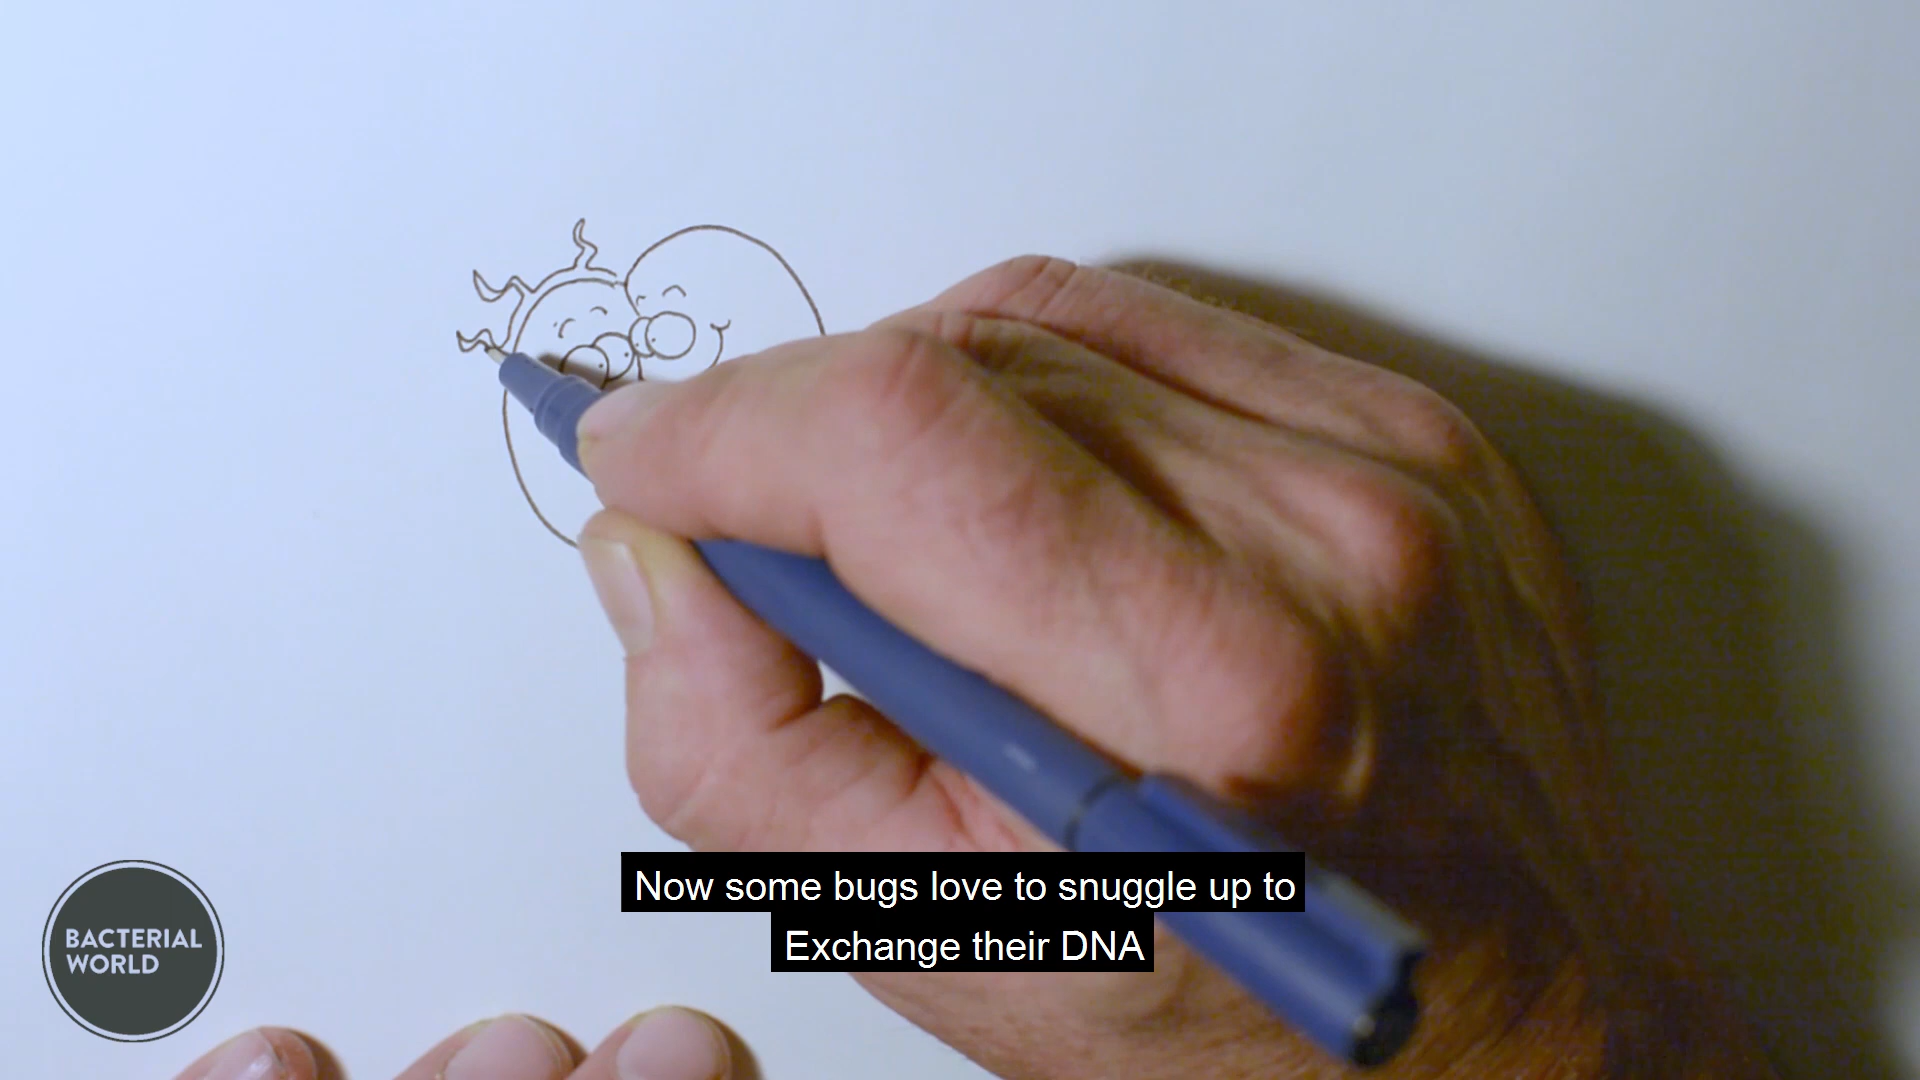 Now some bugs love to snuggle up to
Exchange their DNA
BACTERIAL
WORLD